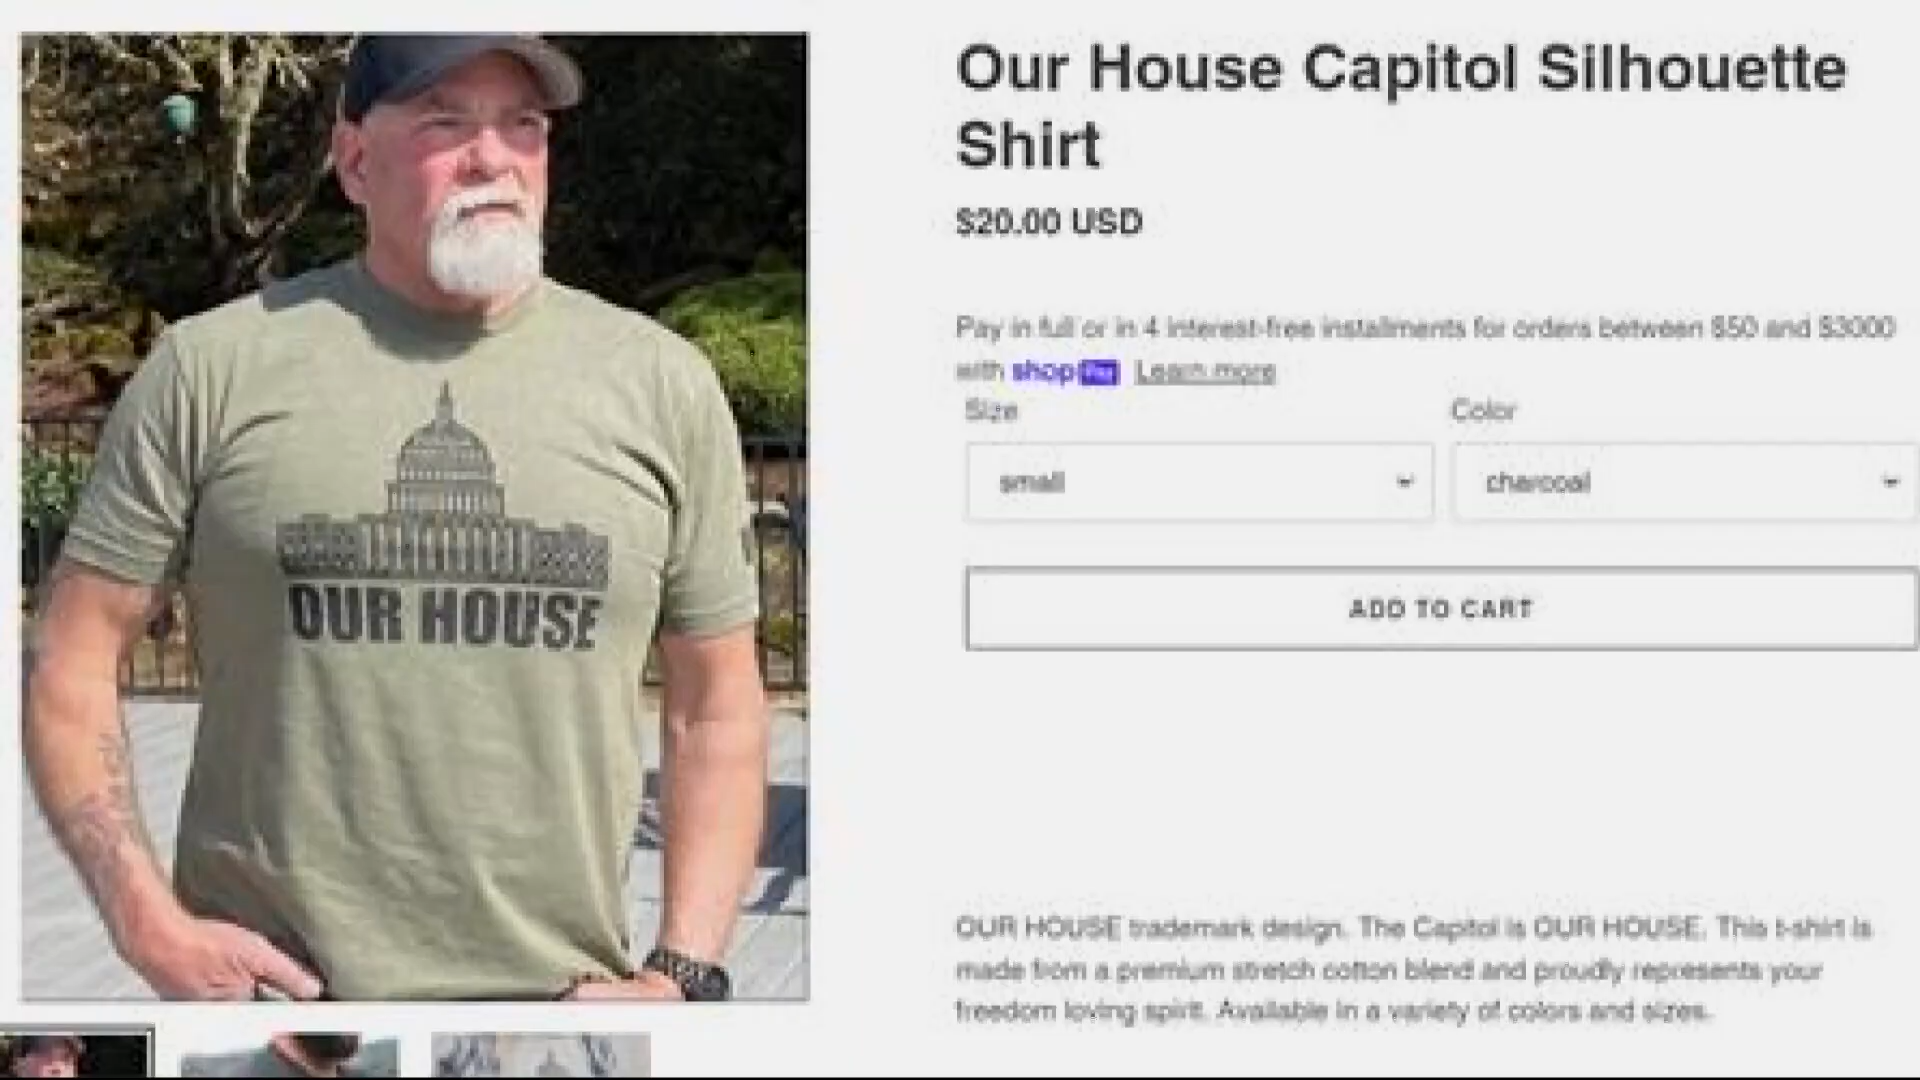 Our House Capitol Silhouette
Shirt
$20.00 USD
Pay in full or in 4 interest-free installments for orders between $50 and $3000
with shop Pay Learn more
Size
Color
small
charcoal
ADD TO CART
OUR HOUSE
OUR HOUSE trademark design. The Capitol is OUR HOUSE. This t-shirt is
made from a premium stretch cotton blend and proudly represents your
freedom loving spirit. Available in a variety of colors and sizes.